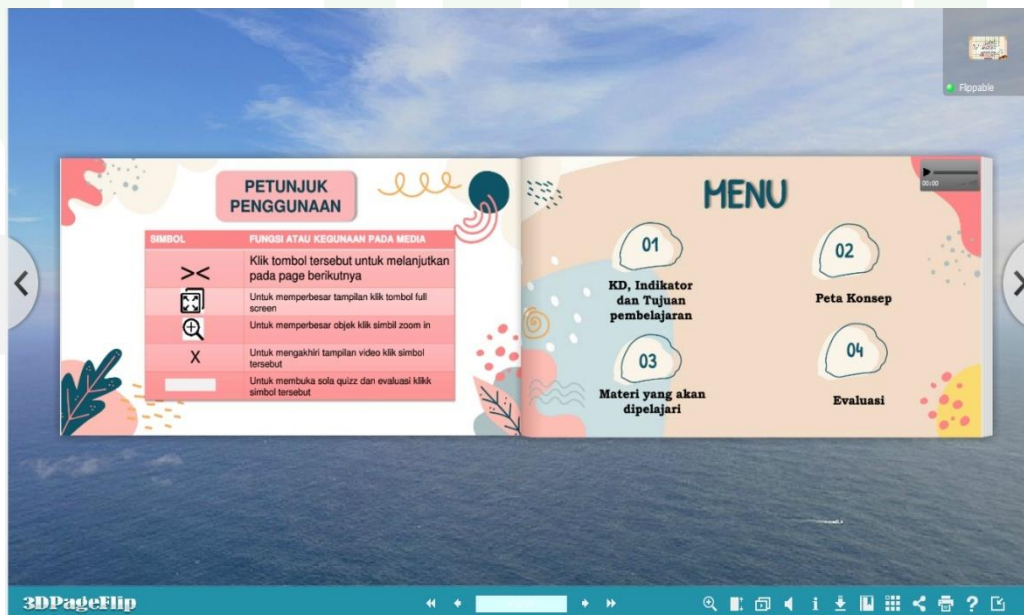 Flippable
PETUNJUK
PENGGUNAAN
SIMBOL FUNGSI ATAU KEGUNAAN PADA MEDIA
>< Klik tombol tersebut untuk melanjutkan
pada page berikutnya
Untuk memperbesar tampilan klik tombol full
screen
Untuk memperbesar objek klik simbil zoom in
X Untuk mengakhiri tampilan video klik simbol
tersebut
Untuk membuka sola quizz dan evaluasi klikk
simbol tersebut
MENU
00:00
01
KD, Indikator
dan Tujuan
pembelajaran
02
Peta Konsep
03
Materi yang akan
dipelajari
04
Evaluasi
3DPageFlip